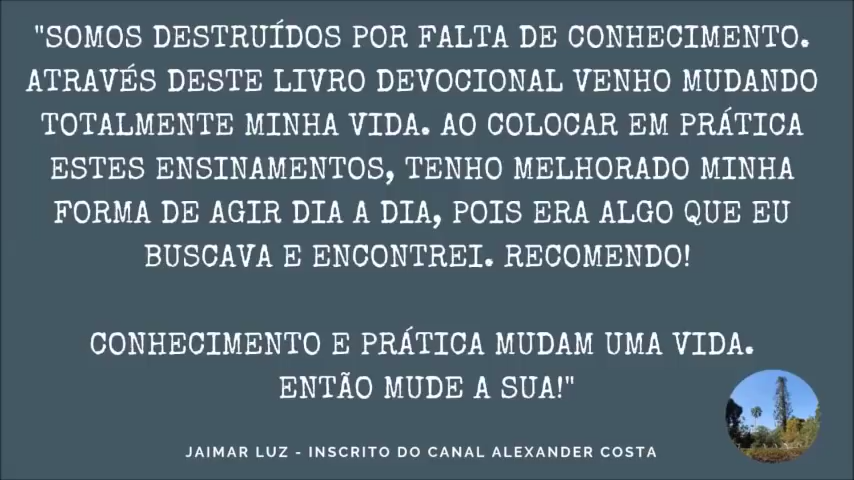 "SOMOS DESTRUÍDOS POR FALTA DE CONHECIMENTO.
ATRAVÉS DESTE LIVRO DEVOCIONAL VENHO MUDANDO
TOTALMENTE MINHA VIDA. AO COLOCAR EM PRÁTICA
ESTES ENSINAMENTOS, TENHO MELHORADO MINHA
FORMA DE AGIR DIA A DIA, POIS ERA ALGO QUE EU
BUSCAVA E ENCONTREI. RECOMENDO!
CONHECIMENTO E PRÁTICA MUDAM UMA VIDA.
ENTÃO MUDE A SUA!"
JAIMAR LUZ - INSCRITO DO CANAL ALEXANDER COSTA